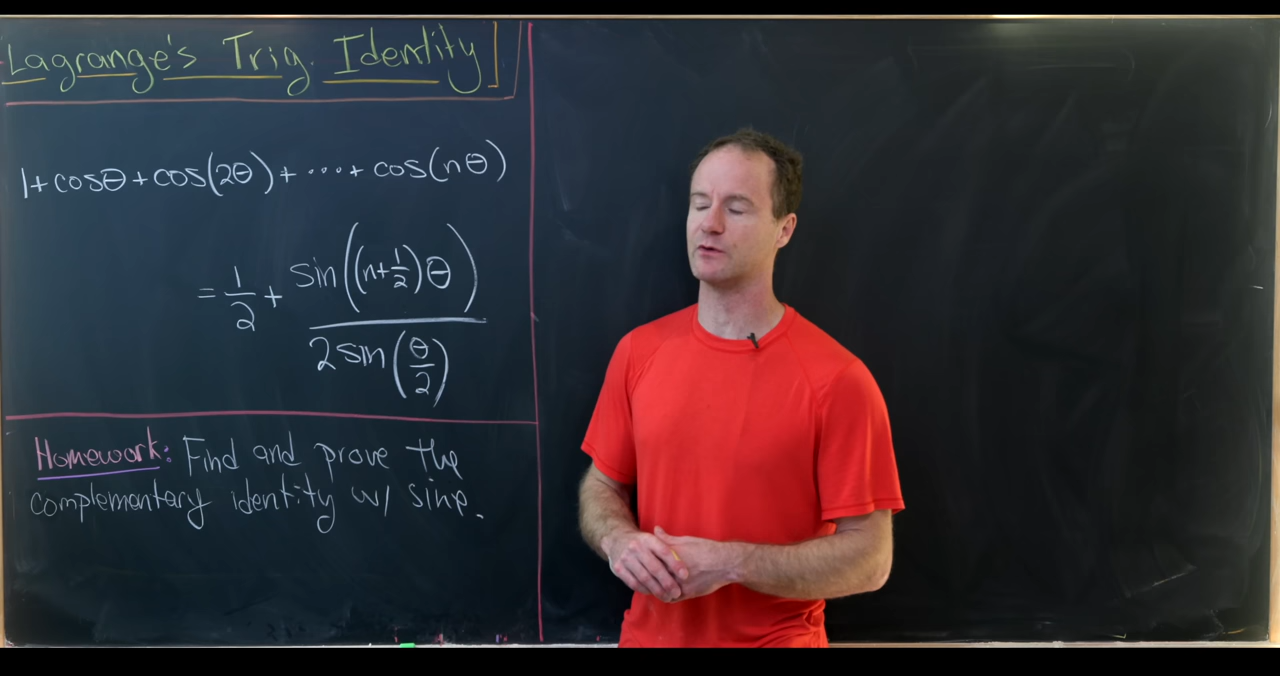 Lagrange's Trig. Identity
1+cosθ+cos(2θ)+⋯+cos(nθ)
= 1/2 + sin((n+1/2)θ) / 2sin(θ/2)
Homework: Find and prove the
complementary identity w/ sine.